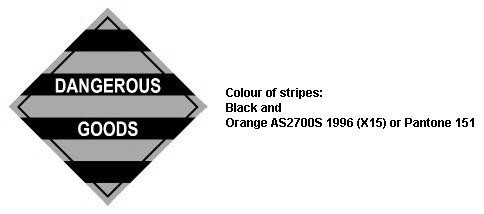 DANGEROUS
GOODS
Colour of stripes:
Black and
Orange AS2700S 1996 (X15) or Pantone 151